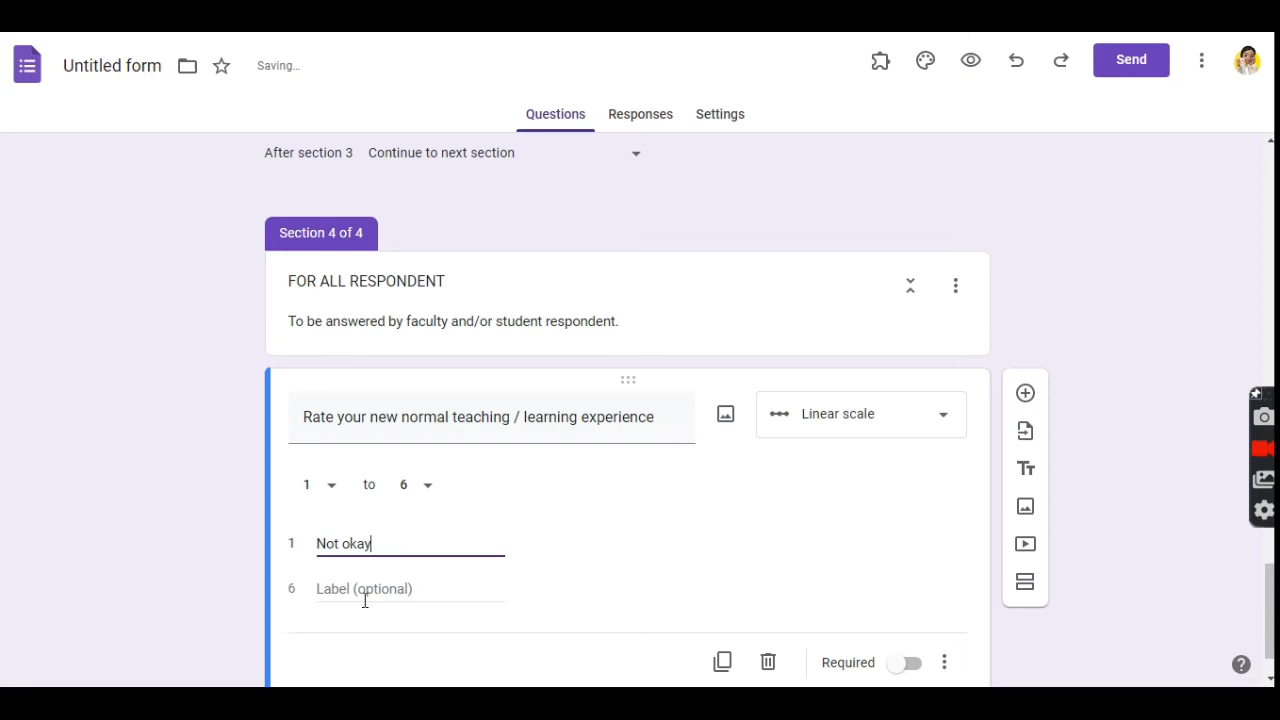 Untitled form
Saving...
Send
Questions Responses Settings
After section 3 Continue to next section
Section 4 of 4
FOR ALL RESPONDENT
To be answered by faculty and/or student respondent.
Rate your new normal teaching / learning experience
Linear scale
1 to 6
1 Not okay
6 Label (optional)
Required